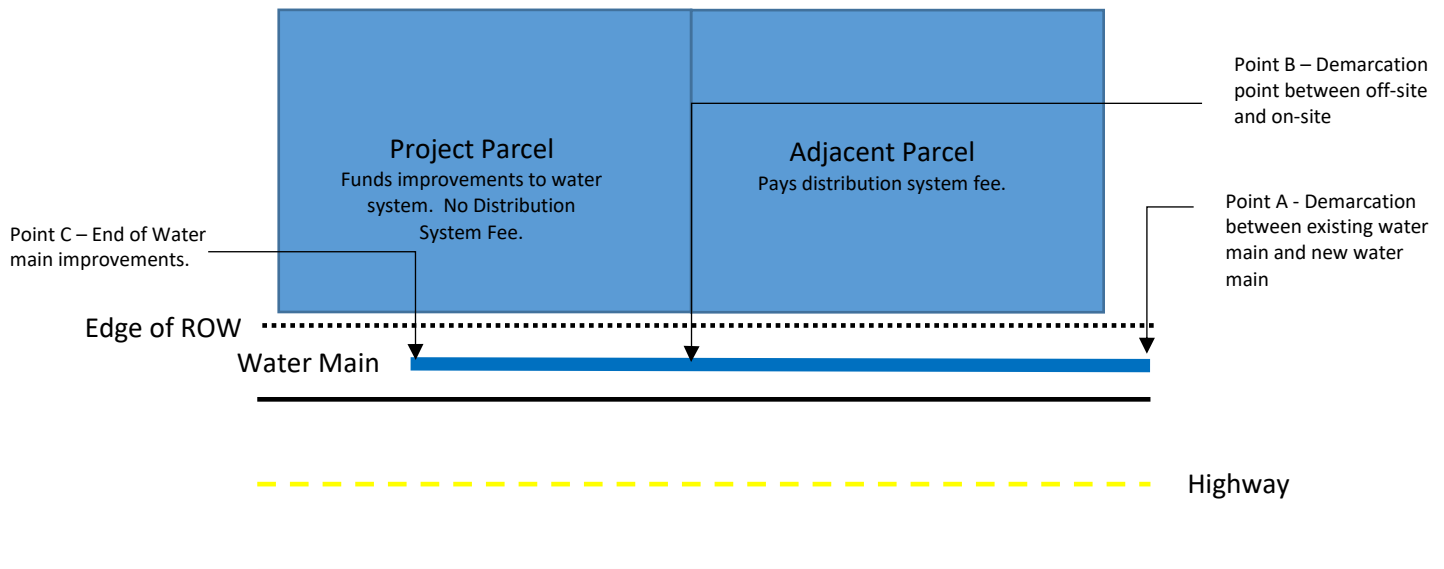 Point B – Demarcation
point between off-site
and on-site
Project Parcel
Funds improvements to water
system.  No Distribution
System Fee.
Adjacent Parcel
Pays distribution system fee.
Point A - Demarcation
between existing water
main and new water
main
Point C – End of Water
main improvements.
Edge of ROW
Water Main
Highway